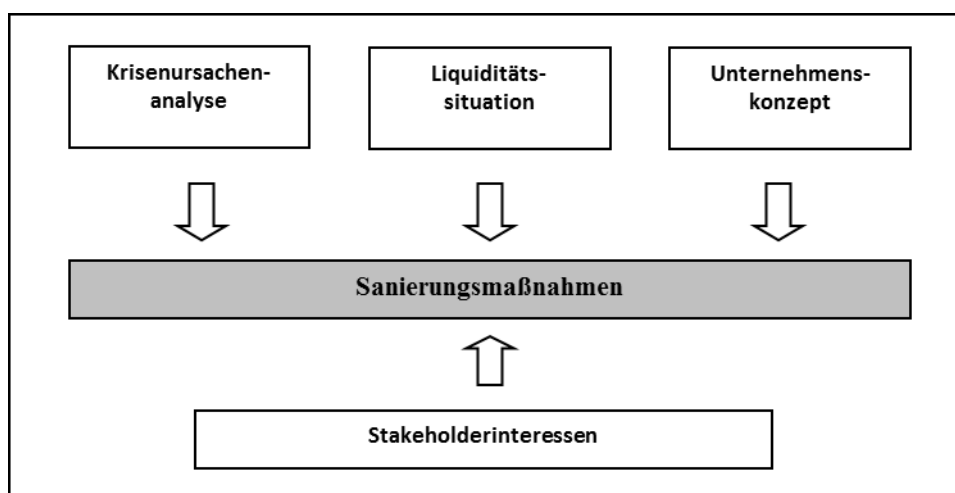 Krisenursachen-
analyse
Liquiditäts-
situation
Unternehmens-
konzept
Sanierungsmaßnahmen
Stakeholderinteressen